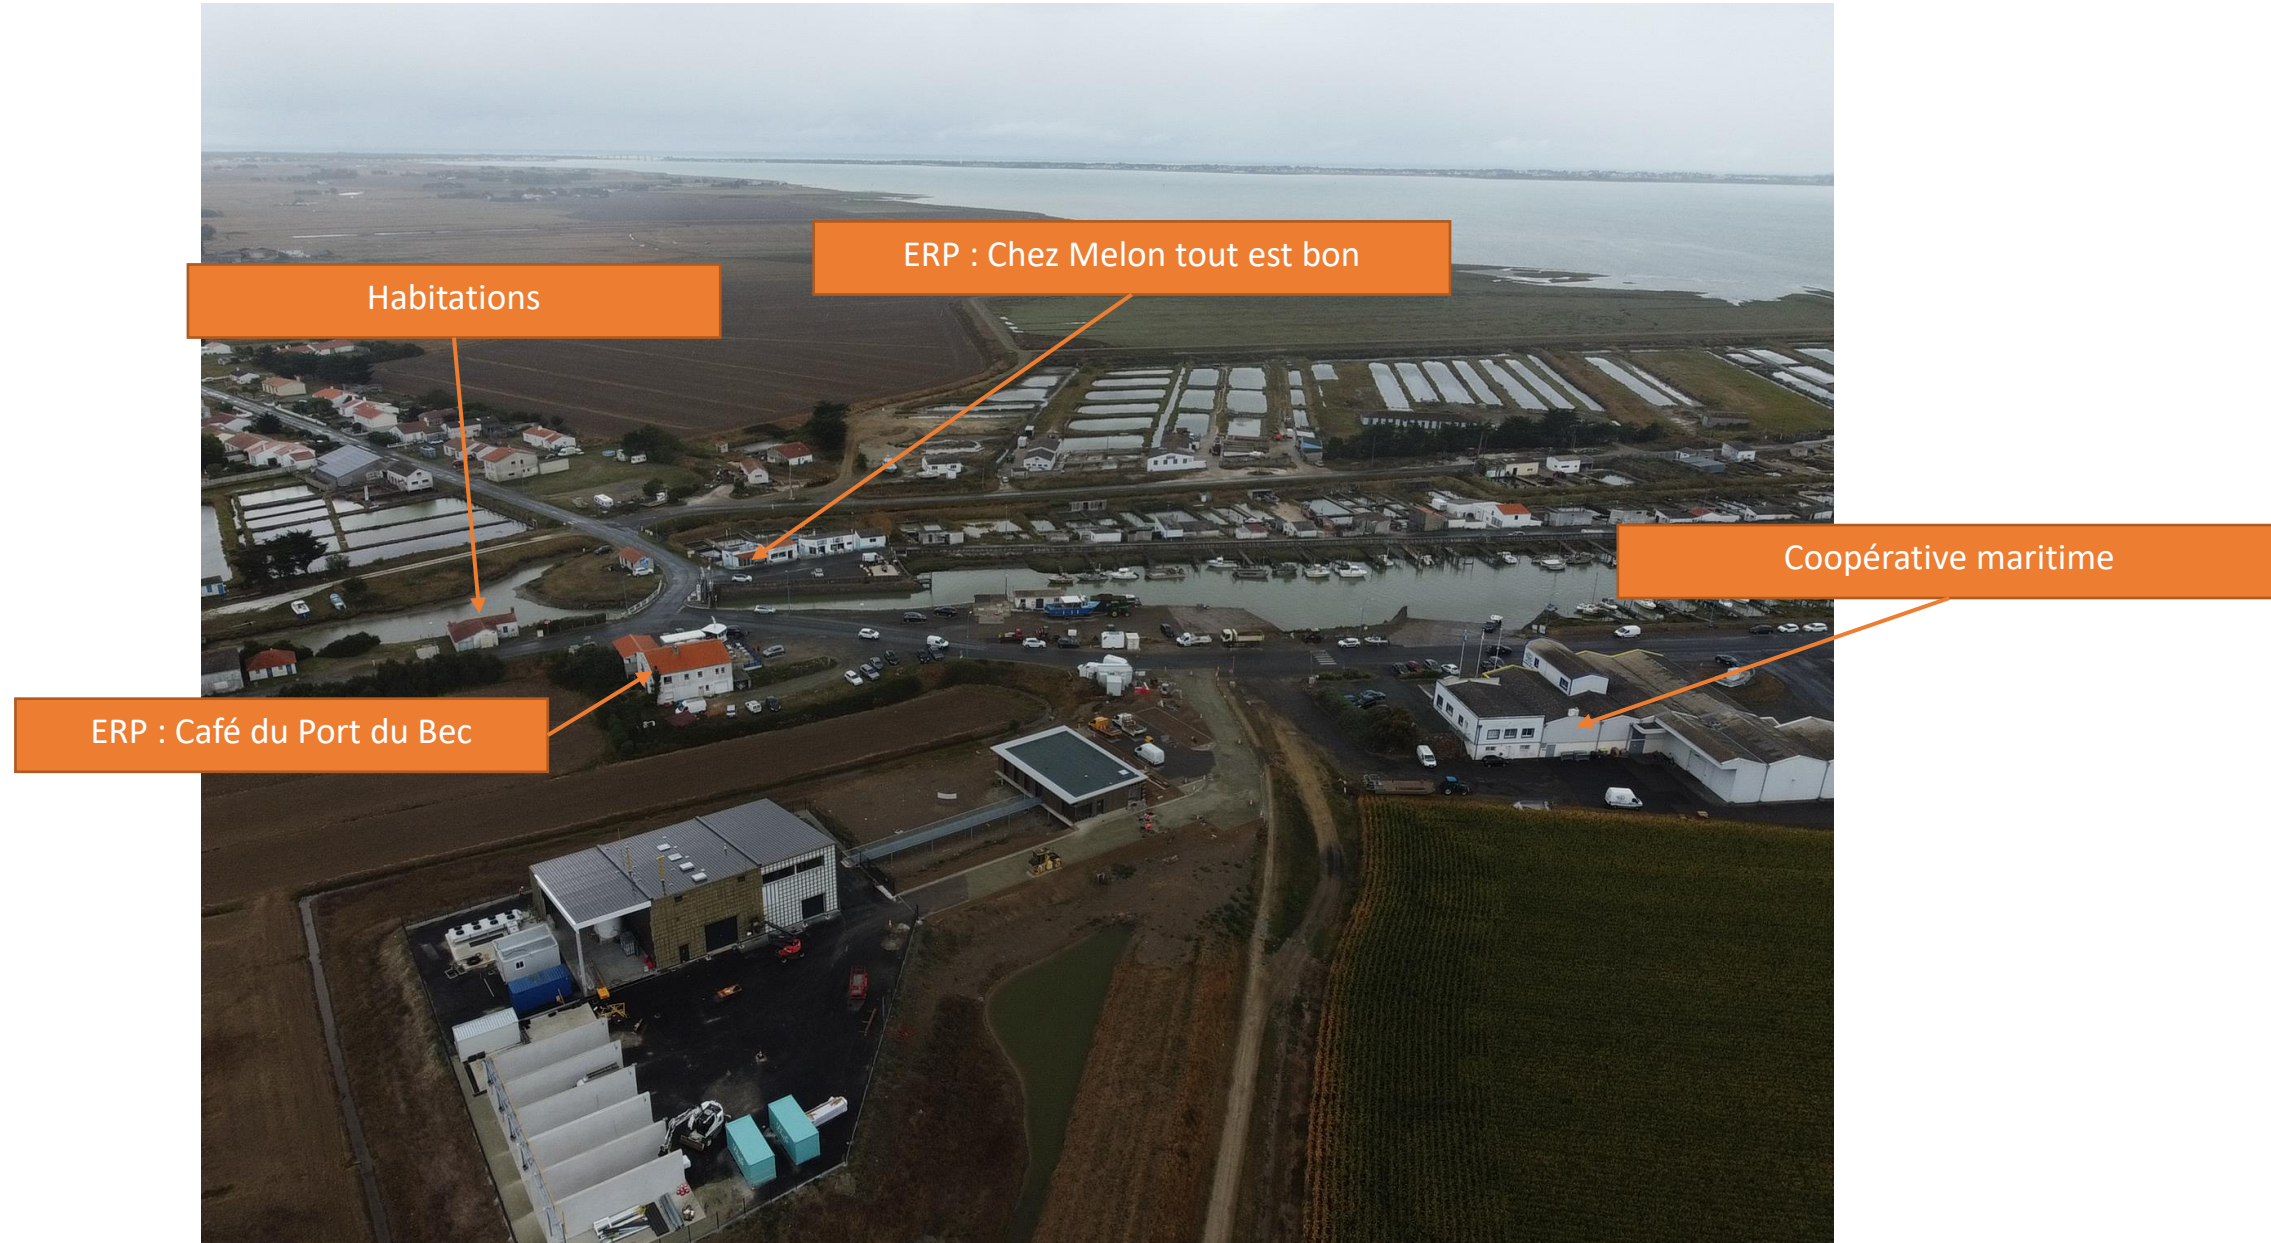 ERP : Chez Melon tout est bon
Habitations
Coopérative maritime
ERP : Café du Port du Bec